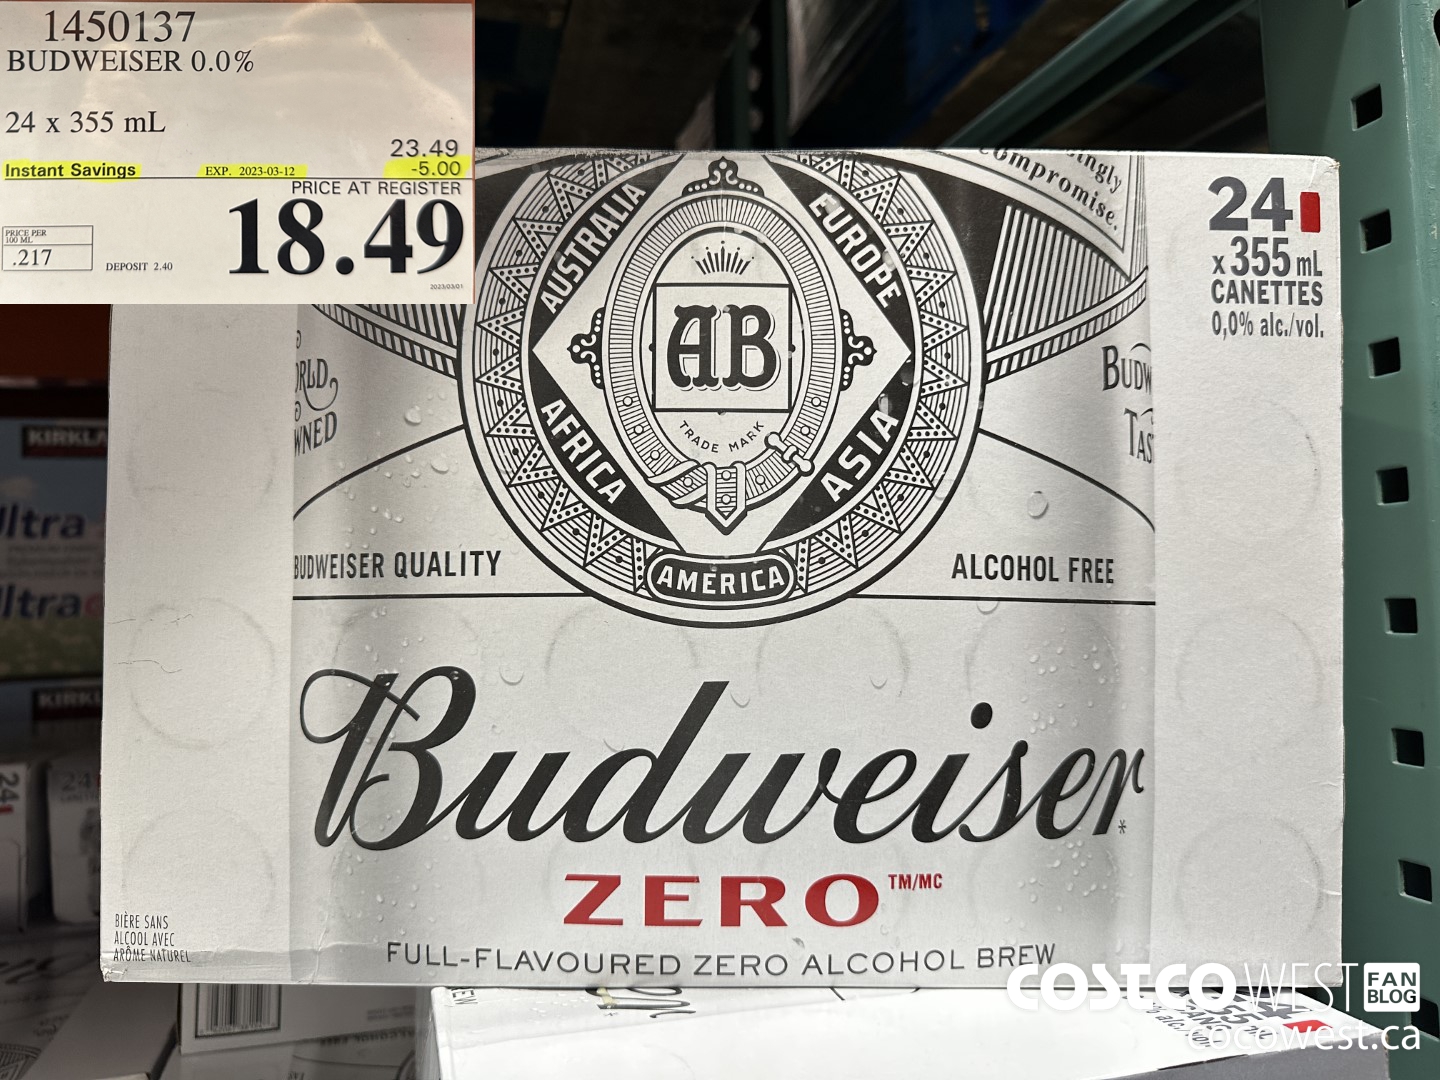 1450137
BUDWEISER 0.0%
24 x 355 mL
23.49
Instant Savings EXP. 2023-03-12 -5.00
PRICE AT REGISTER
18.49
PRICE PER
100 ML
.217
DEPOSIT 2.40
2023/03/01
compromise.
24
x 355 mL
CANETTES
0,0% alc./vol.
AUSTRALIA
EUROPE
AB
TRADE MARK
AFRICA
ASIA
AMERICA
BUDWEISER QUALITY
ALCOHOL FREE
Budweiser
ZERO TM/MC
FULL-FLAVOURED ZERO ALCOHOL BREW
BIÈRE SANS
ALCOOL AVEC
ARÔME NATUREL
COSTCO WEST FAN BLOG
cocowest.ca